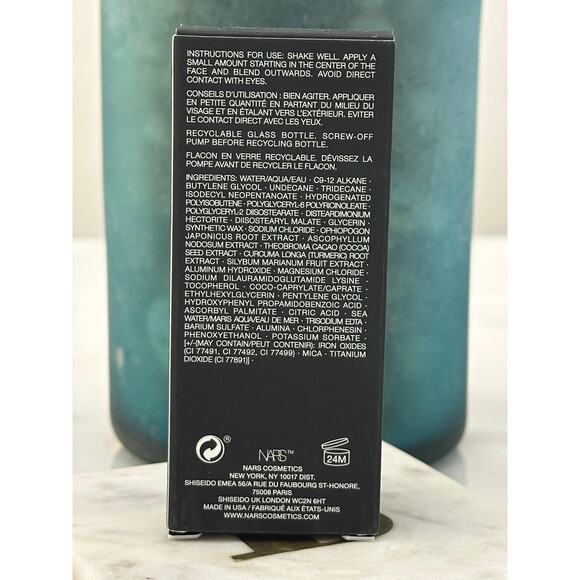 INSTRUCTIONS FOR USE: SHAKE WELL. APPLY A
SMALL AMOUNT STARTING IN THE CENTER OF THE
FACE AND BLEND OUTWARDS. AVOID DIRECT
CONTACT WITH EYES.
CONSEILS D'UTILISATION : BIEN AGITER. APPLIQUER
EN PETITE QUANTITÉ EN PARTANT DU MILIEU DU
VISAGE ET EN ÉTALANT VERS L'EXTÉRIEUR. EVITER
LE CONTACT DIRECT AVEC LES YEUX.
RECYCLABLE GLASS BOTTLE. SCREW-OFF
PUMP BEFORE RECYCLING BOTTLE.
FLACON EN VERRE RECYCLABLE. DÉVISSEZ LA
POMPE AVANT DE RECYCLER LE FLACON.
INGREDIENTS: WATER/AQUA/EAU · C9-12 ALKANE ·
BUTYLENE GLYCOL · UNDECANE · TRIDECANE ·
ISODECYL NEOPENTANOATE · HYDROGENATED
POLYISOBUTENE · POLYGLYCERYL-6 POLYRICINOLEATE ·
POLYGLYCERYL-2 DIISOSTEARATE · DISTEARDIMONIUM
HECTORITE · DIISOSTEARYL MALATE · GLYCERIN ·
SYNTHETIC WAX · SODIUM CHLORIDE · OPHIOPOGON
JAPONICUS ROOT EXTRACT · ASCOPHYLLUM
NODOSUM EXTRACT · THEOBROMA CACAO (COCOA)
SEED EXTRACT · CURCUMA LONGA (TURMERIC) ROOT
EXTRACT · SILYBUM MARIANUM FRUIT EXTRACT ·
ALUMINUM HYDROXIDE · MAGNESIUM CHLORIDE ·
SODIUM DILAURAMIDOGLUTAMIDE LYSINE ·
TOCOPHEROL · COCO-CAPRYLATE/CAPRATE ·
ETHYLHEXYLGLYCERIN · PENTYLENE GLYCOL ·
HYDROXYPHENYL PROPAMIDOBENZOIC ACID ·
ASCORBYL PALMITATE · CITRIC ACID · SEA
WATER/MARIS AQUA/EAU DE MER · TRISODIUM EDTA ·
BARIUM SULFATE · ALUMINA · CHLORPHENESIN ·
PHENOXYETHANOL · POTASSIUM SORBATE ·
[+/-(MAY CONTAIN/PEUT CONTENIR): IRON OXIDES
(CI 77491, CI 77492, CI 77499) · MICA · TITANIUM
DIOXIDE (CI 77891)] ·
®
NARS™
24M
NARS COSMETICS
NEW YORK, NY 10017 DIST.
SHISEIDO EMEA 56/A RUE DU FAUBOURG ST-HONORE,
75008 PARIS
SHISEIDO UK LONDON WC2N 6HT
MADE IN USA / FABRIQUÉ AUX ÉTATS-UNIS
WWW.NARSCOSMETICS.COM